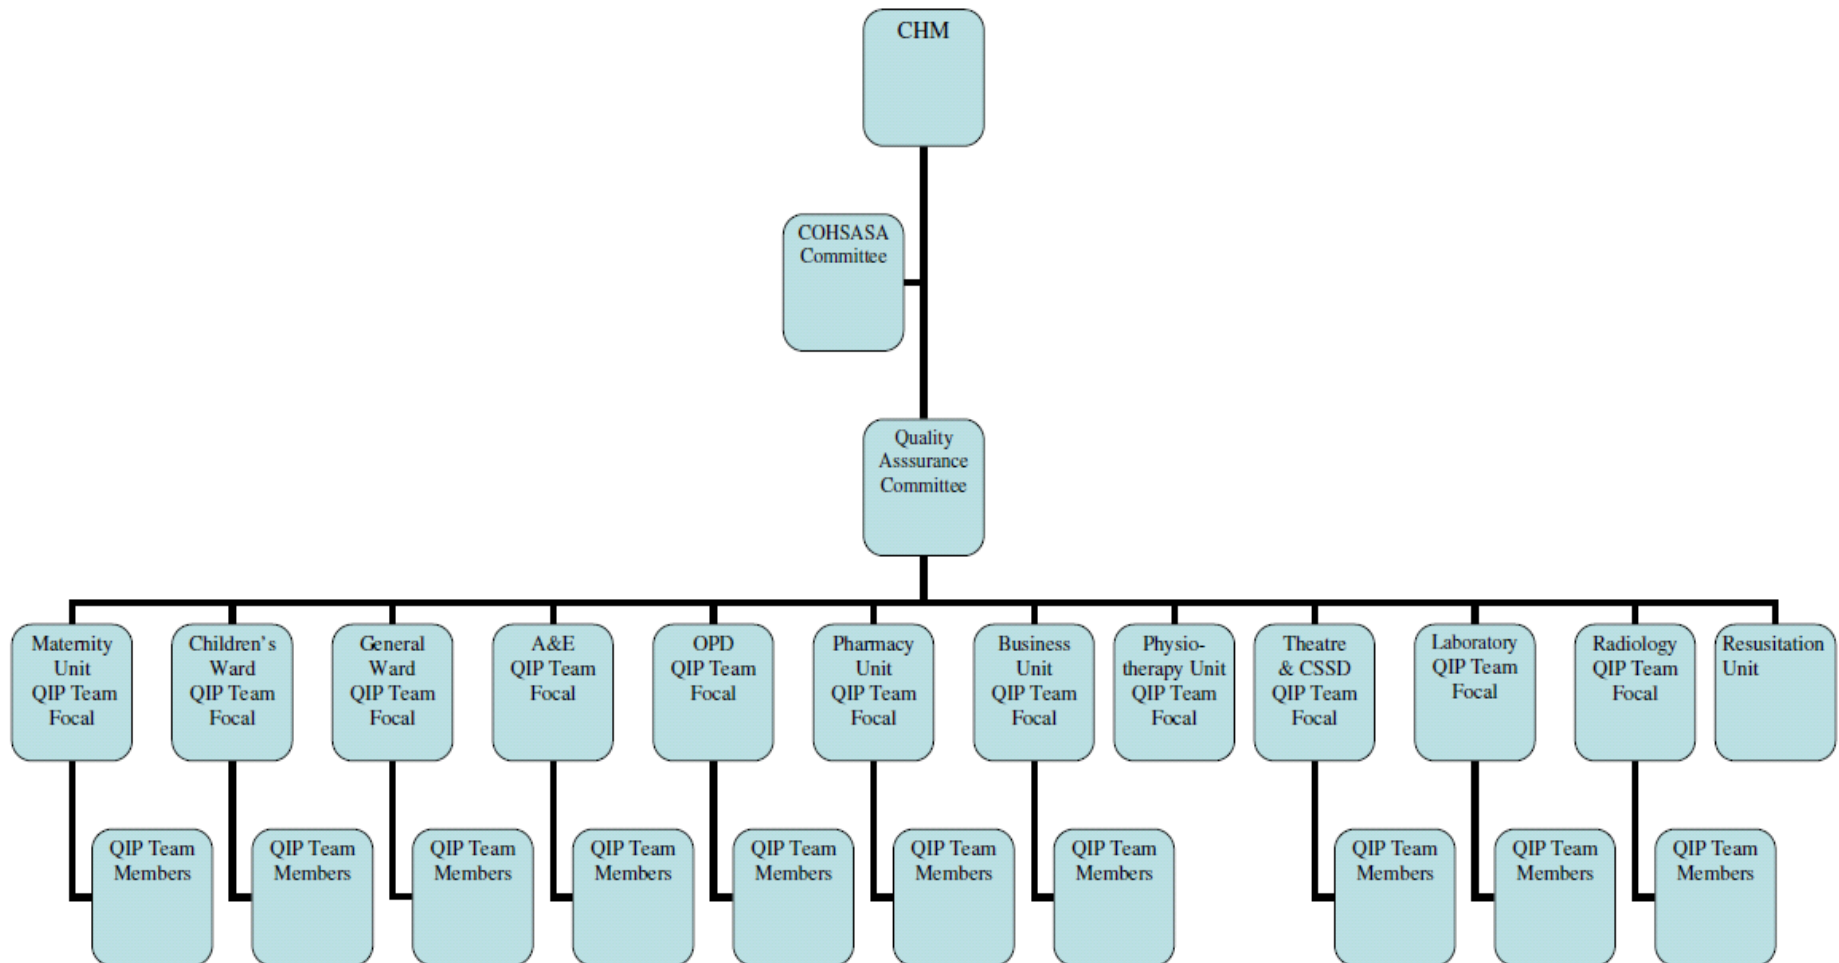 CHM
COHSASA
Committee
Quality
Asssurance
Committee
Maternity
Unit
QIP Team
Focal
Children’s
Ward
QIP Team
Focal
General
Ward
QIP Team
Focal
A&E
QIP Team
Focal
OPD
QIP Team
Focal
Pharmacy
Unit
QIP Team
Focal
Business
Unit
QIP Team
Focal
Physio-
therapy Unit
QIP Team
Focal
Theatre
& CSSD
QIP Team
Focal
Laboratory
QIP Team
Focal
Radiology
QIP Team
Focal
Resusitation
Unit
QIP Team
Members
QIP Team
Members
QIP Team
Members
QIP Team
Members
QIP Team
Members
QIP Team
Members
QIP Team
Members
QIP Team
Members
QIP Team
Members
QIP Team
Members